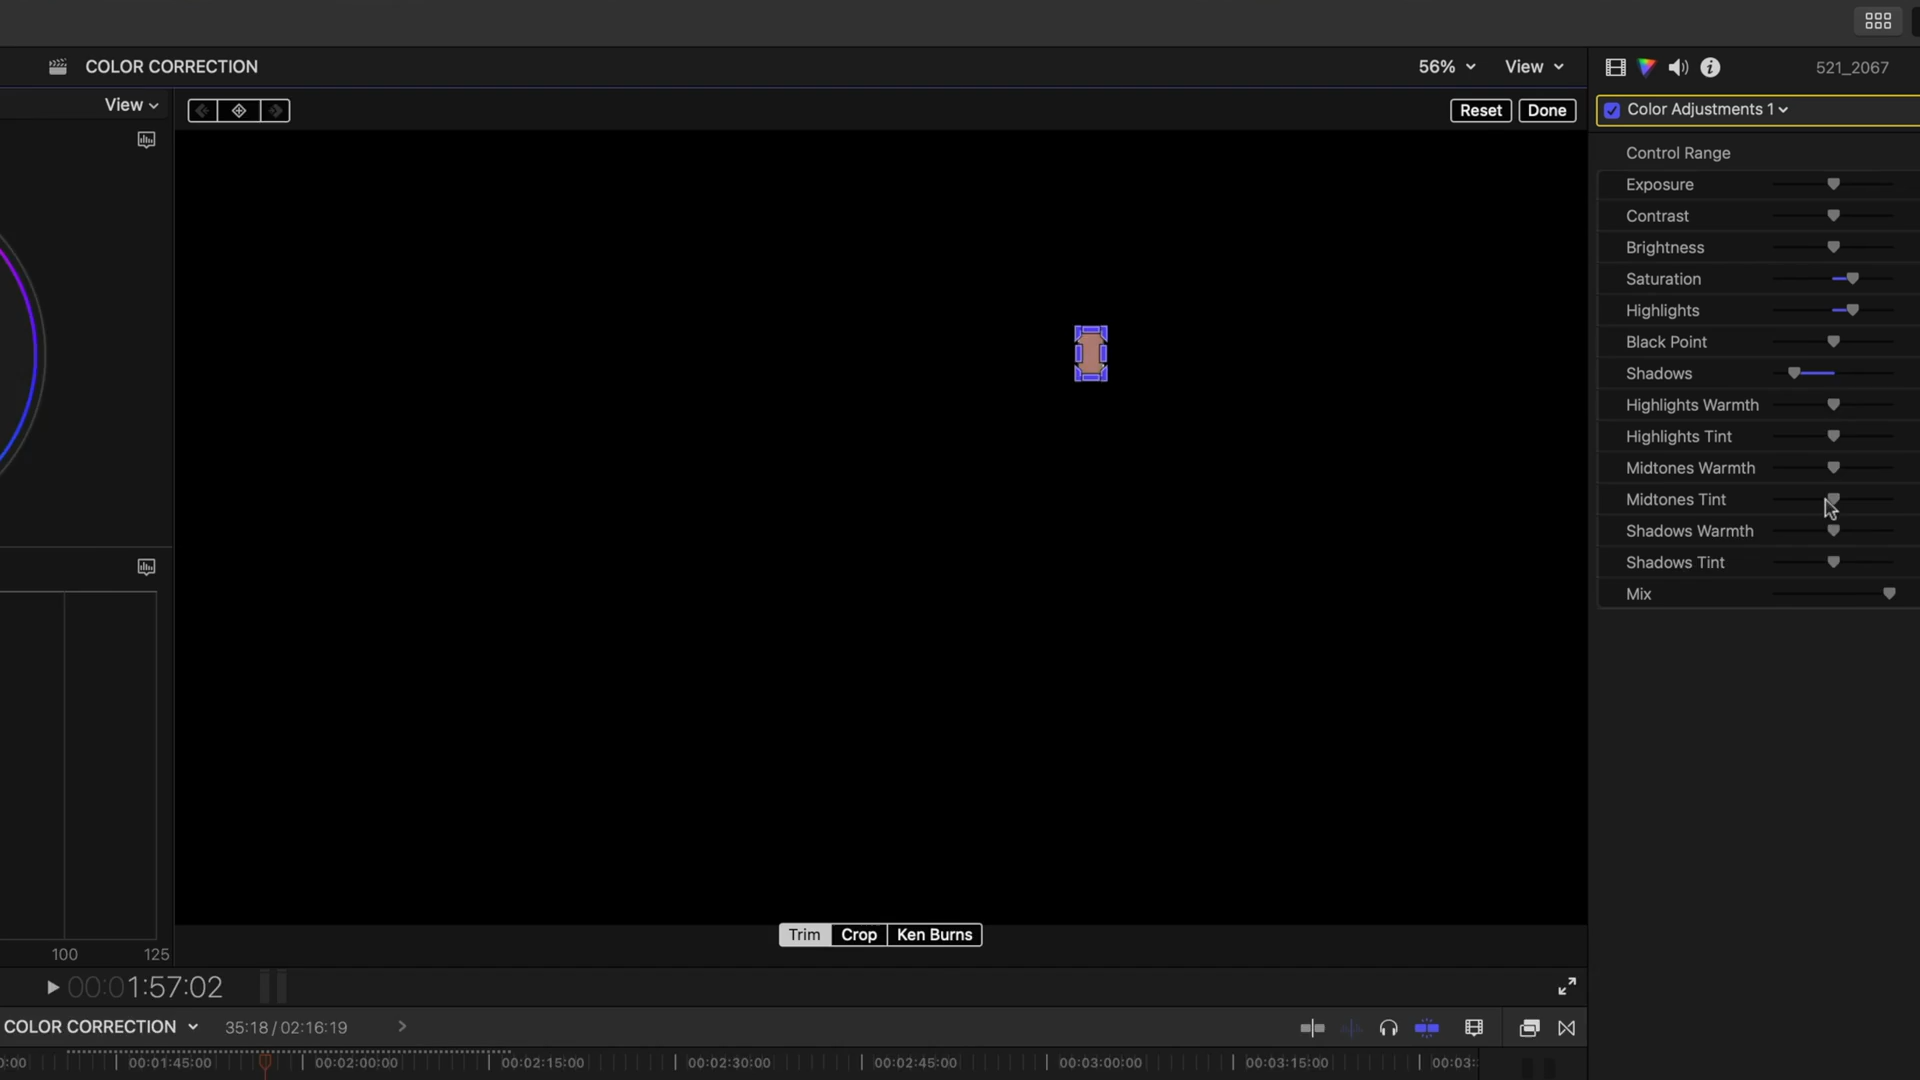 COLOR CORRECTION
56%
View
521_2067
View
Reset
Done
Color Adjustments 1
Control Range
Exposure
Contrast
Brightness
Saturation
Highlights
Black Point
Shadows
Highlights Warmth
Highlights Tint
Midtones Warmth
Midtones Tint
Shadows Warmth
Shadows Tint
Mix
100
125
Trim
Crop
Ken Burns
00:01:57:02
COLOR CORRECTION
35:18 / 02:16:19
0:00
00:01:45:00
00:02:00:00
00:02:15:00
00:02:30:00
00:02:45:00
00:03:00:00
00:03:15:00
00:03: